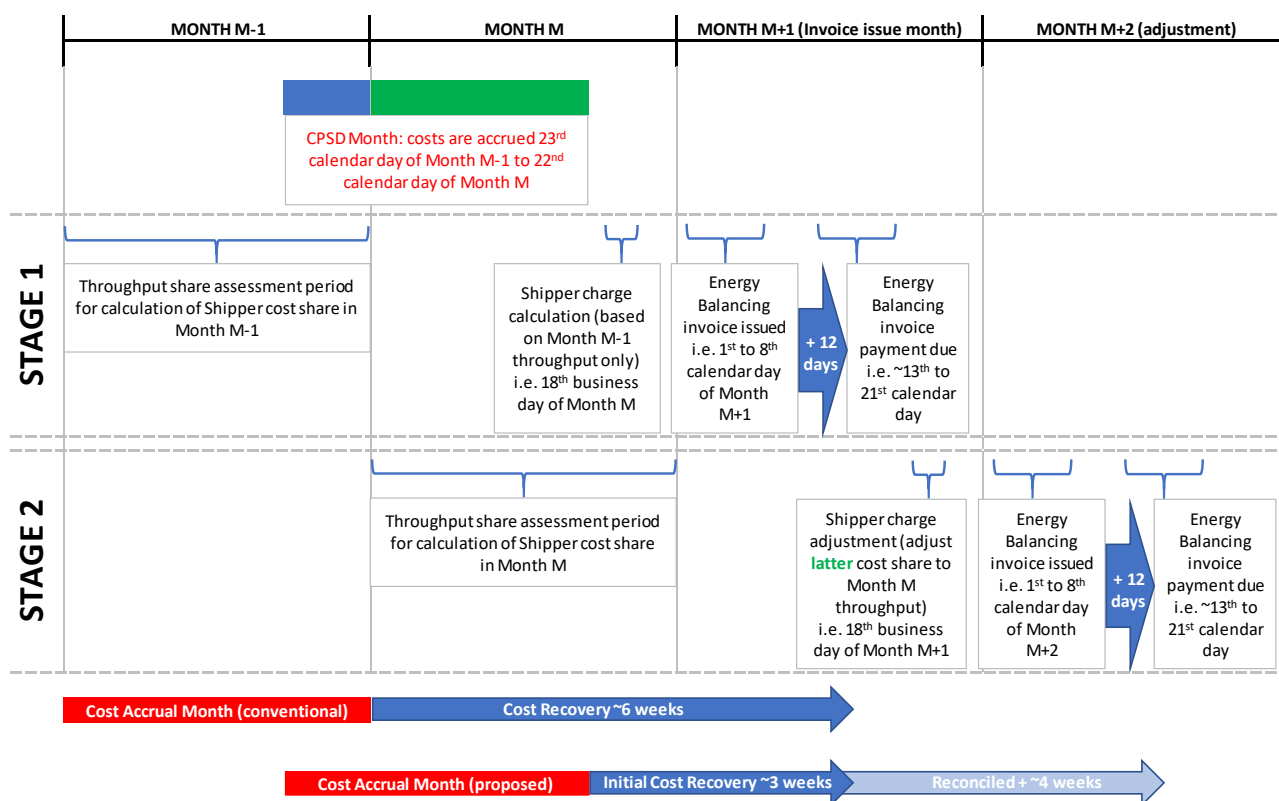 MONTH M-1
MONTH M
MONTH M+1 (Invoice issue month)
MONTH M+2 (adjustment)
CPSD Month: costs are accrued 23rd
calendar day of Month M-1 to 22nd
calendar day of Month M
STAGE 1
Throughput share assessment period
for calculation of Shipper cost share in
Month M-1
Shipper
charge
calculation (based
on Month M-1
throughput only)
i.e. 18th business
day of Month M
Energy
Balancing
invoice issued
i.e. 1st to 8th
calendar day
of Month
M+1
+ 12
days
Energy
Balancing
invoice
payment due
i.e. ~13th to
21st calendar
day
STAGE 2
Throughput share assessment period
for calculation of Shipper cost share
in Month M
Shipper charge
adjustment (adjust
latter cost share to
Month M
throughput)
i.e. 18th business
day of Month M+1
Energy
Balancing
invoice issued
i.e. 1st to 8th
calendar day
of Month
M+2
+ 12
days
Energy
Balancing
invoice
payment due
i.e. ~13th to
21st calendar
day
Cost Accrual Month (conventional)
Cost Recovery ~6 weeks
Cost Accrual Month (proposed)
Initial Cost Recovery ~3 weeks
Reconciled + ~4 weeks